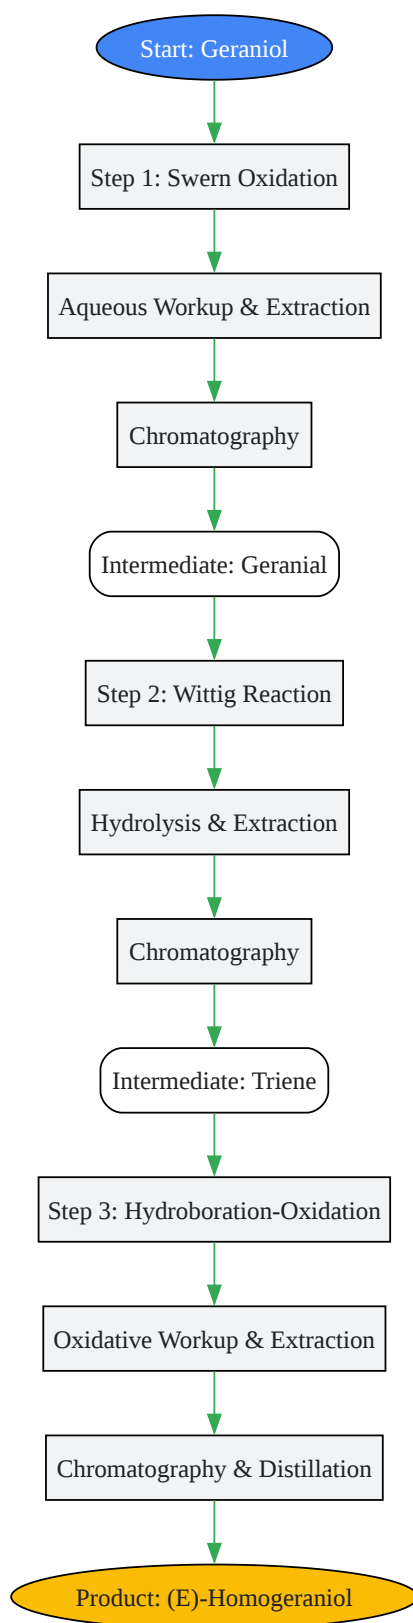 Start: Geraniol
Step 1: Swern Oxidation
Aqueous Workup & Extraction
Chromatography
Intermediate: Geranial
Step 2: Wittig Reaction
Hydrolysis & Extraction
Chromatography
Intermediate: Triene
Step 3: Hydroboration-Oxidation
Oxidative Workup & Extraction
Chromatography & Distillation
Product: (E)-Homogeraniol